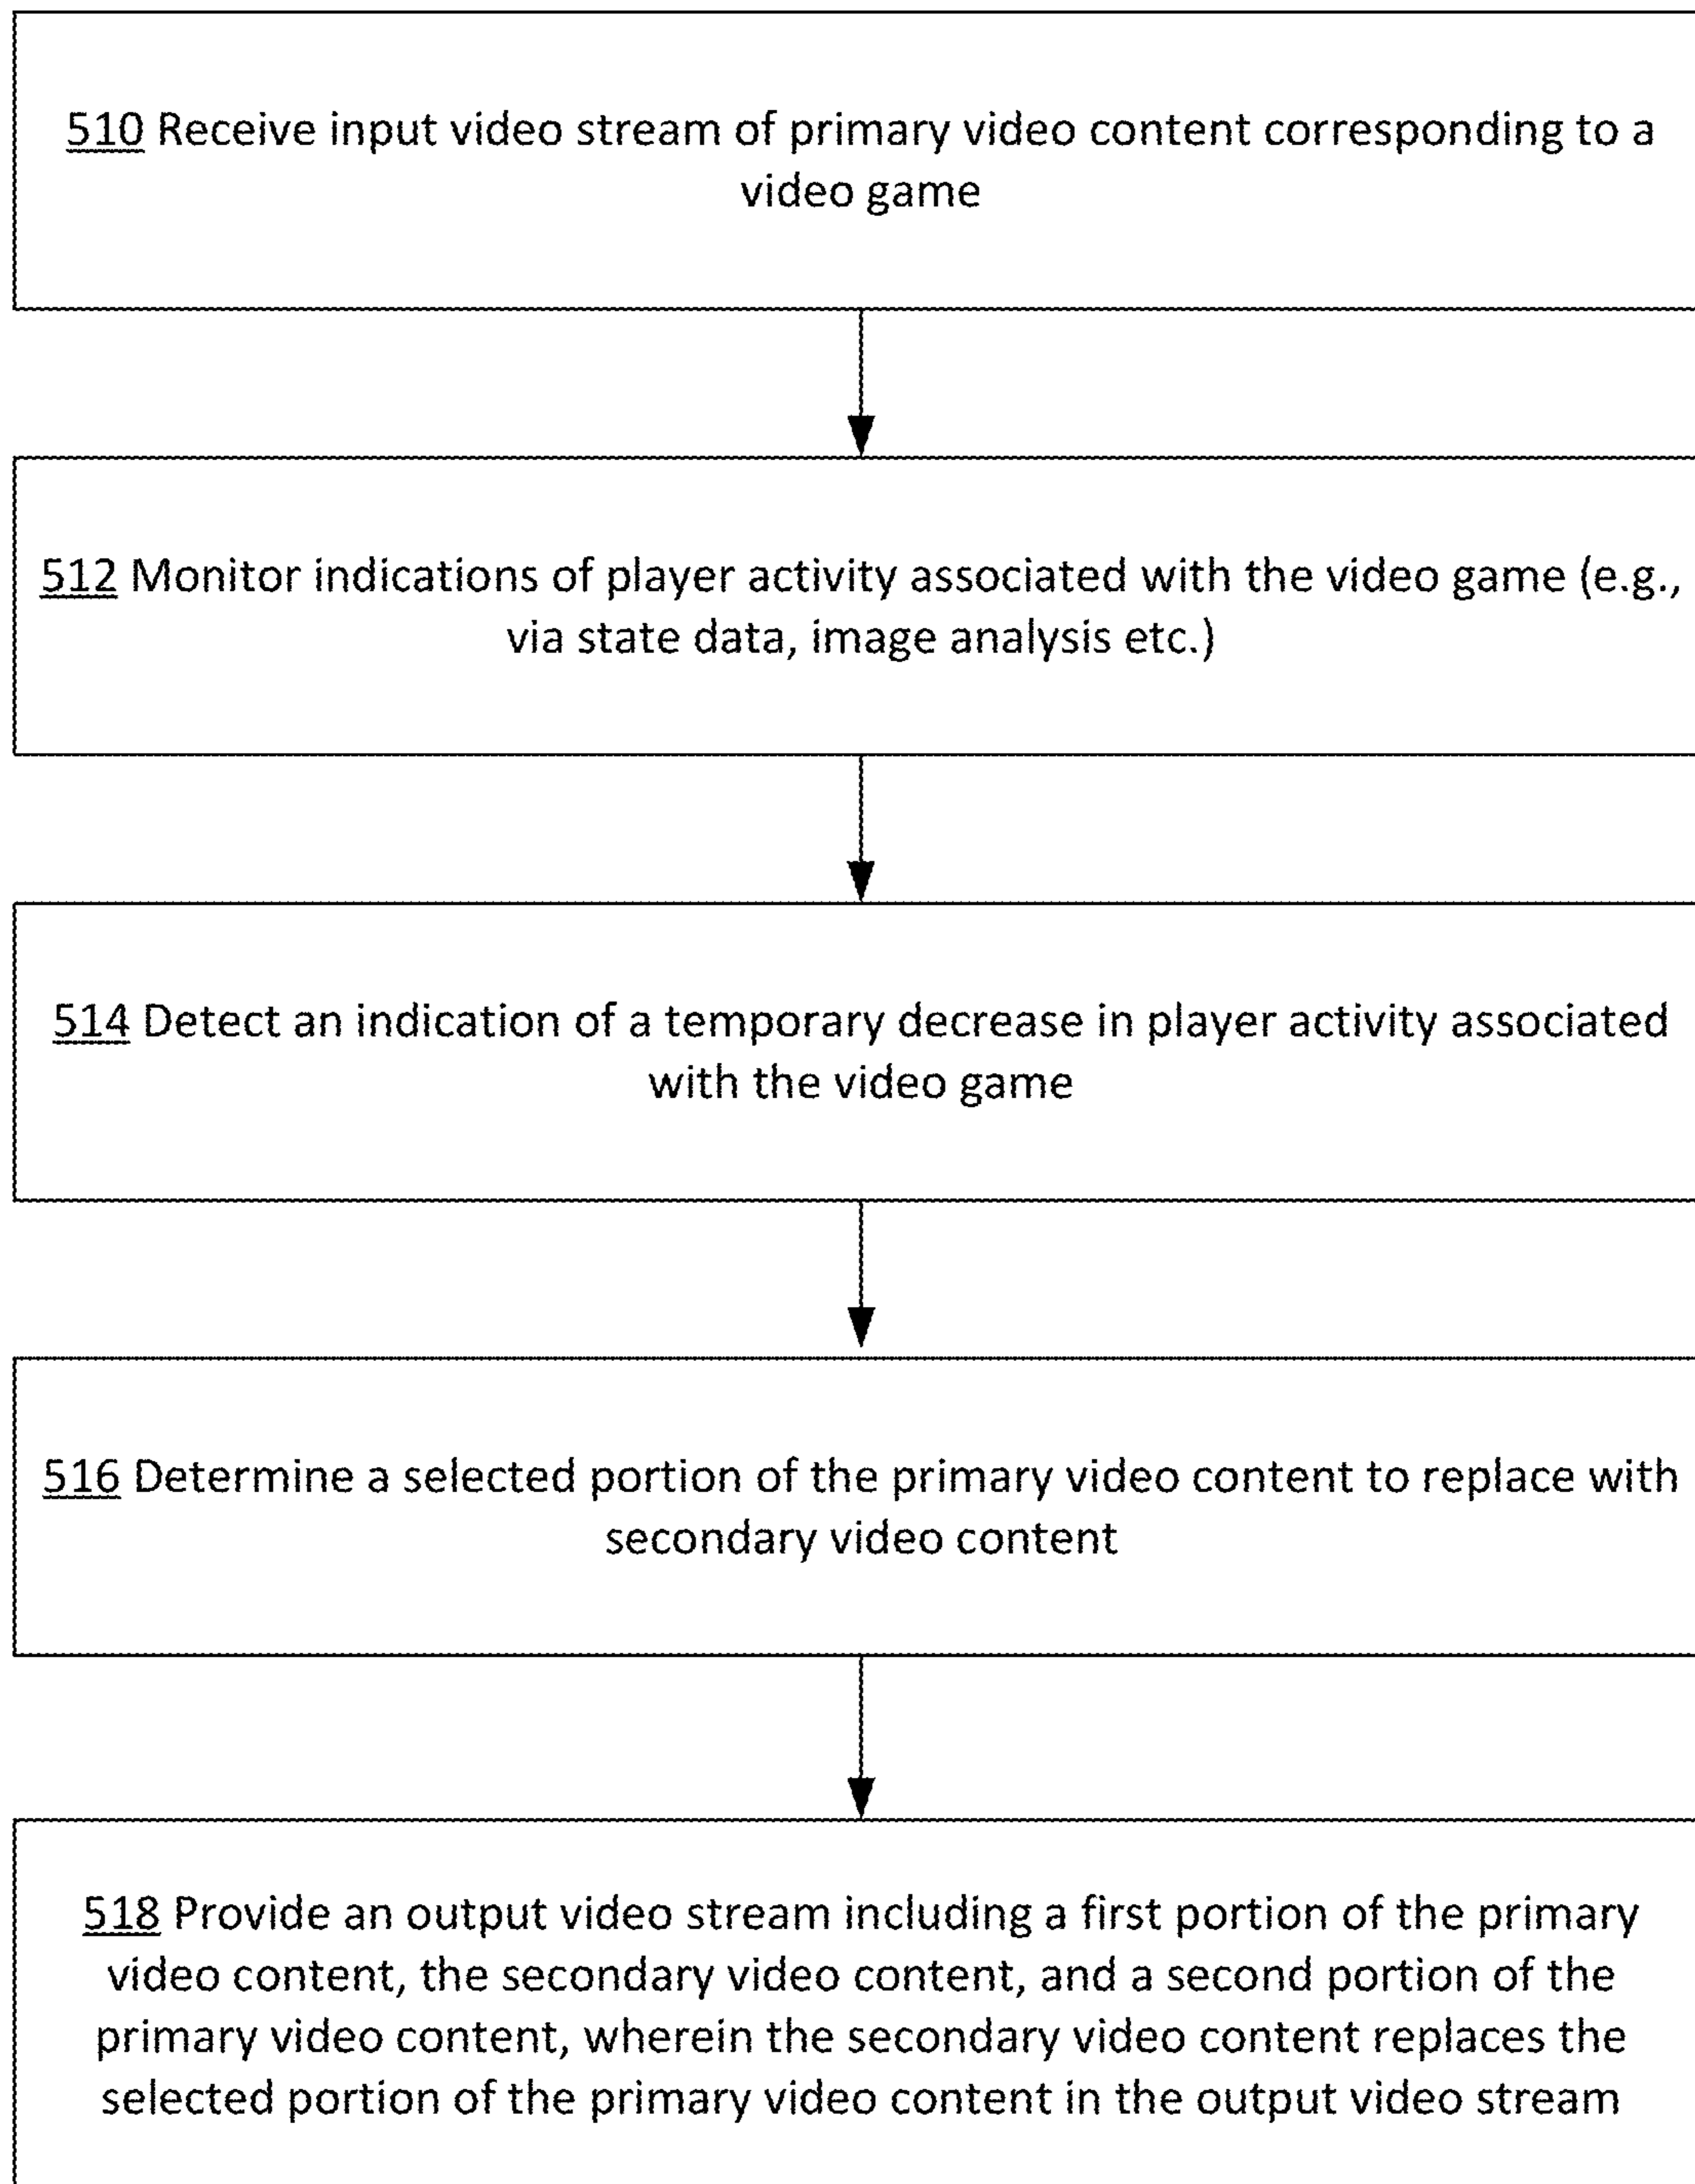 510 Receive input video stream of primary video content corresponding to a
video game
512 Monitor indications of player activity associated with the video game (e.g.,
via state data, image analysis etc.)
514 Detect an indication of a temporary decrease in player activity associated
with the video game
516 Determine a selected portion of the primary video content to replace with
secondary video content
518 Provide an output video stream including a first portion of the primary
video content, the secondary video content, and a second portion of the
primary video content, wherein the secondary video content replaces the
selected portion of the primary video content in the output video stream